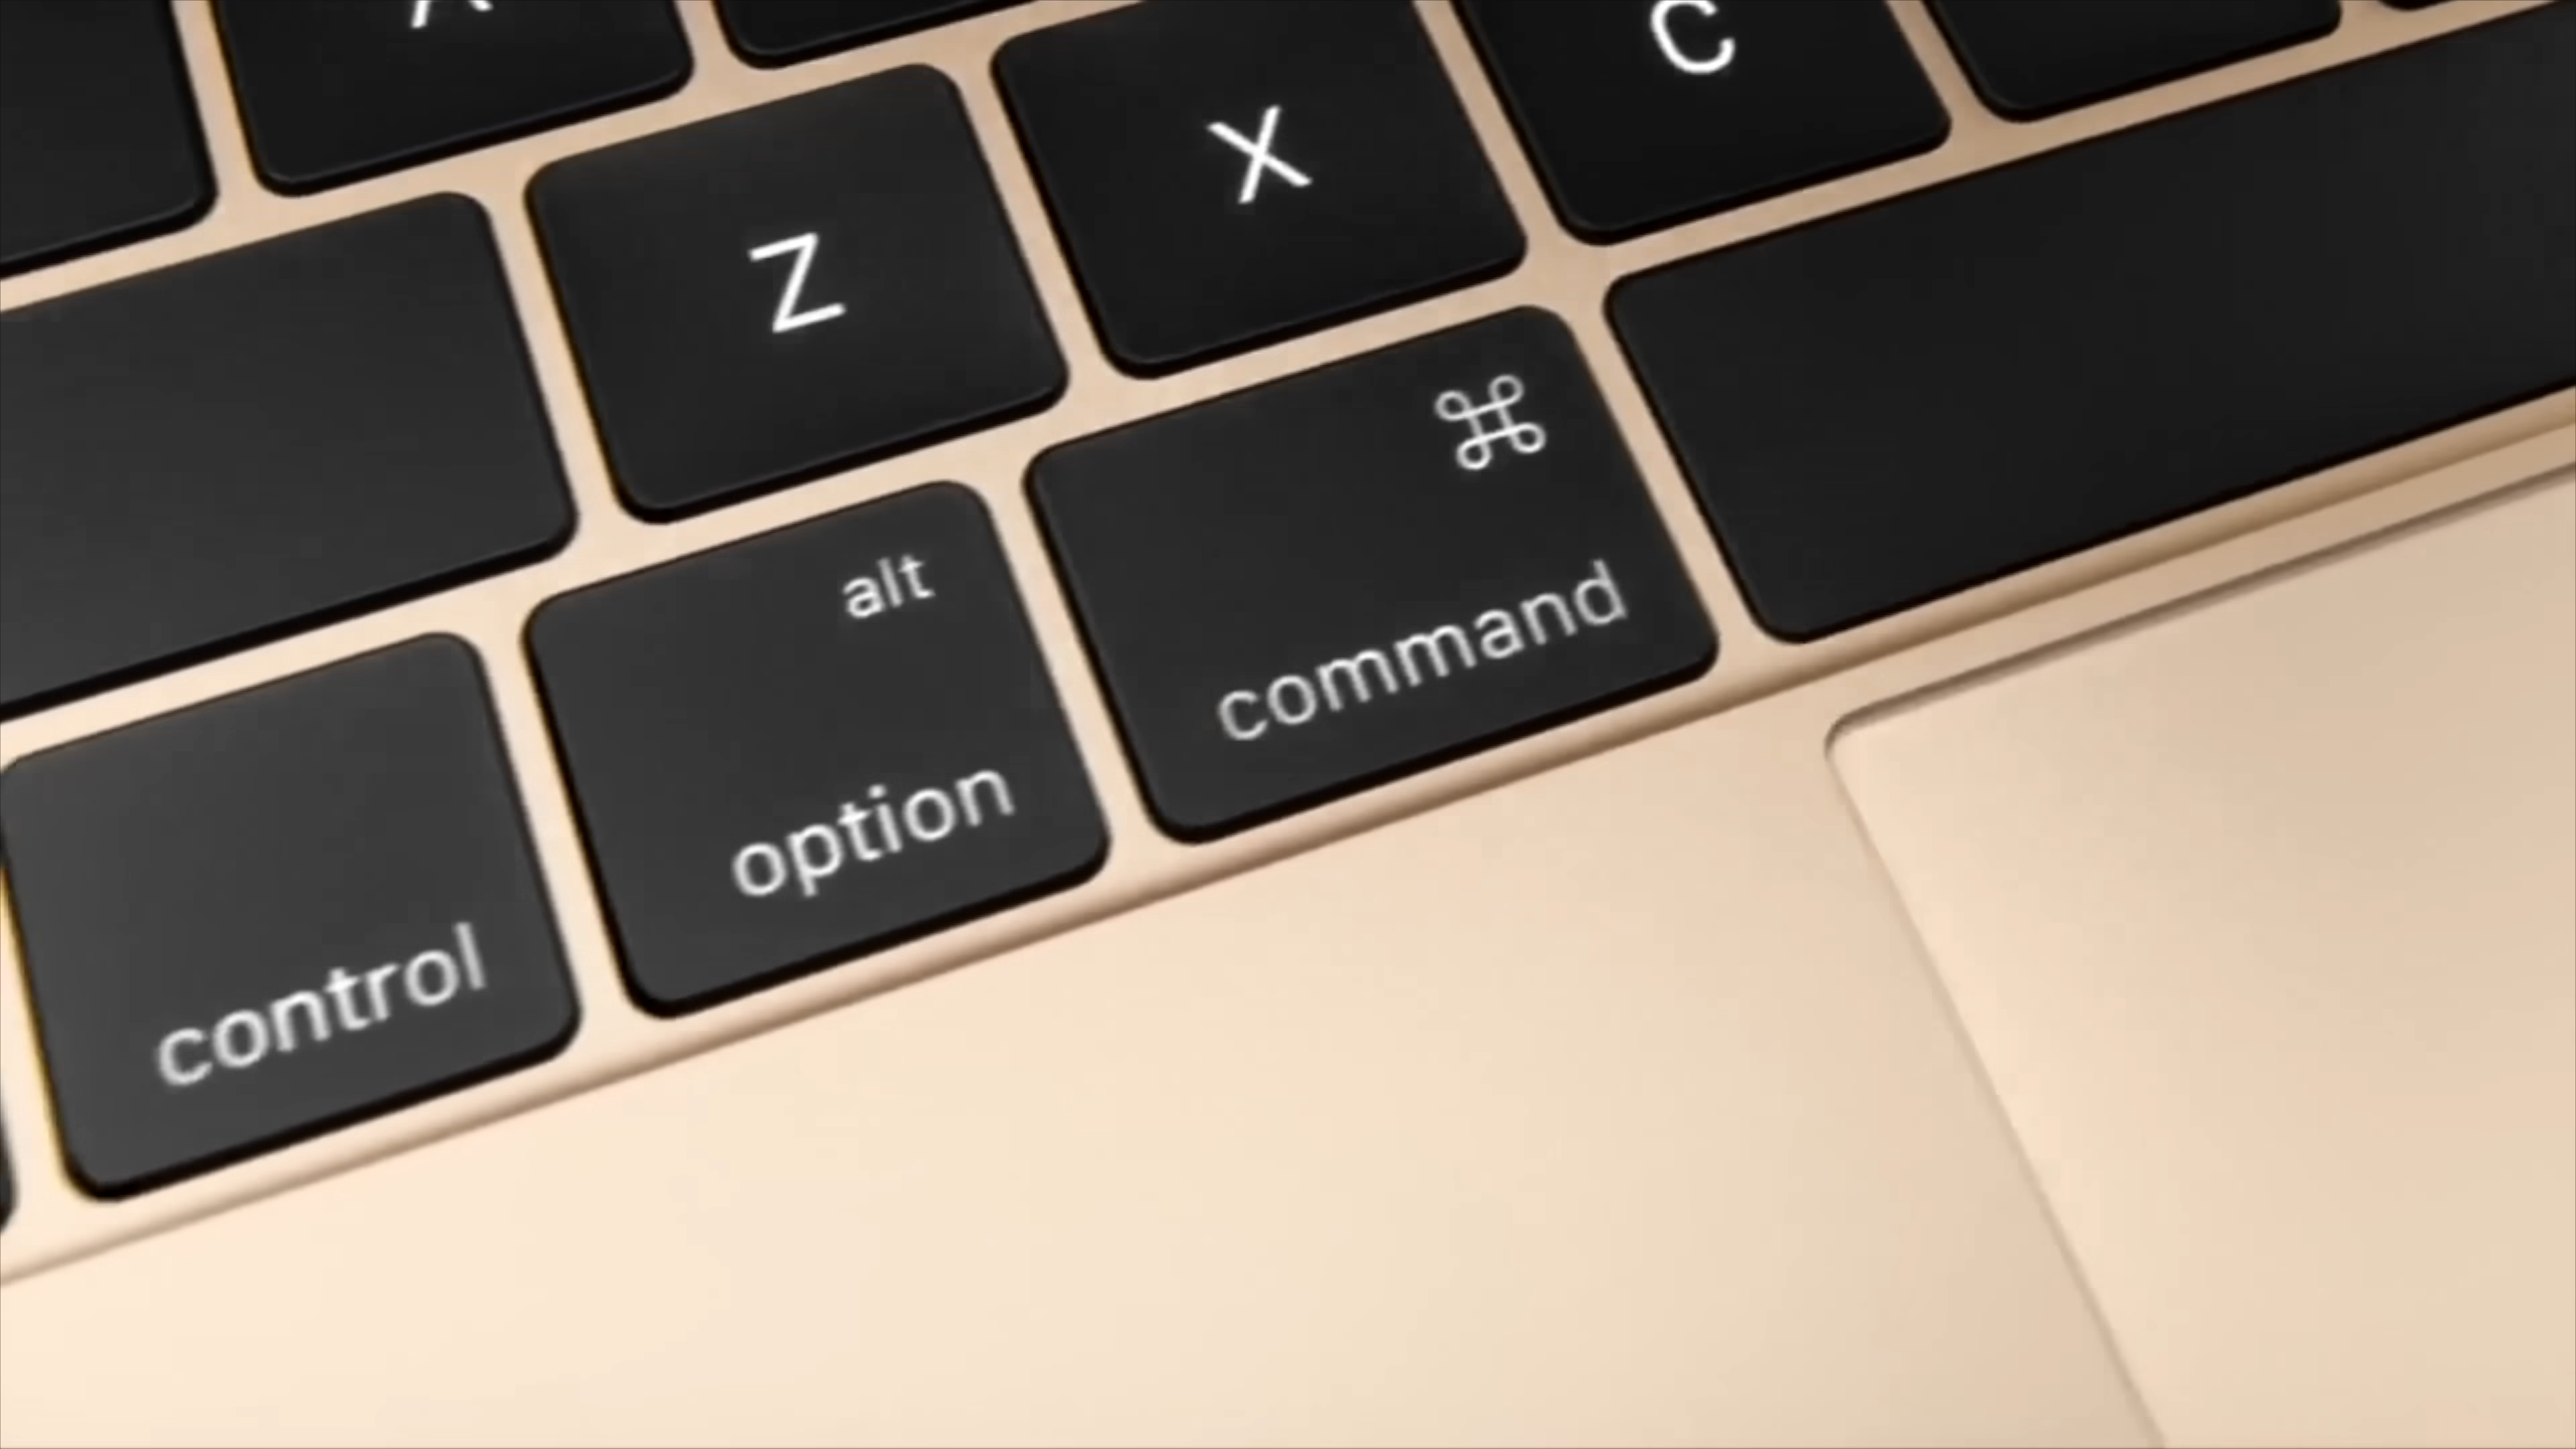 A
C
X
Z
⌘
command
alt
option
control